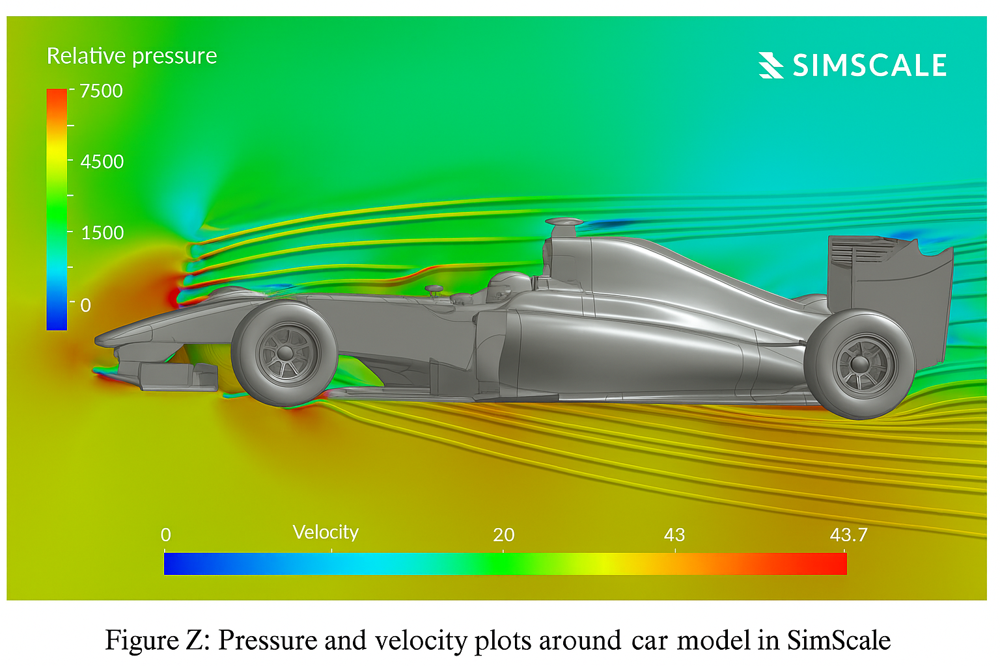 Relative pressure
SIMSCALE
7500
4500
1500
0
Velocity
0
20
43
43.7
Figure Z: Pressure and velocity plots around car model in SimScale